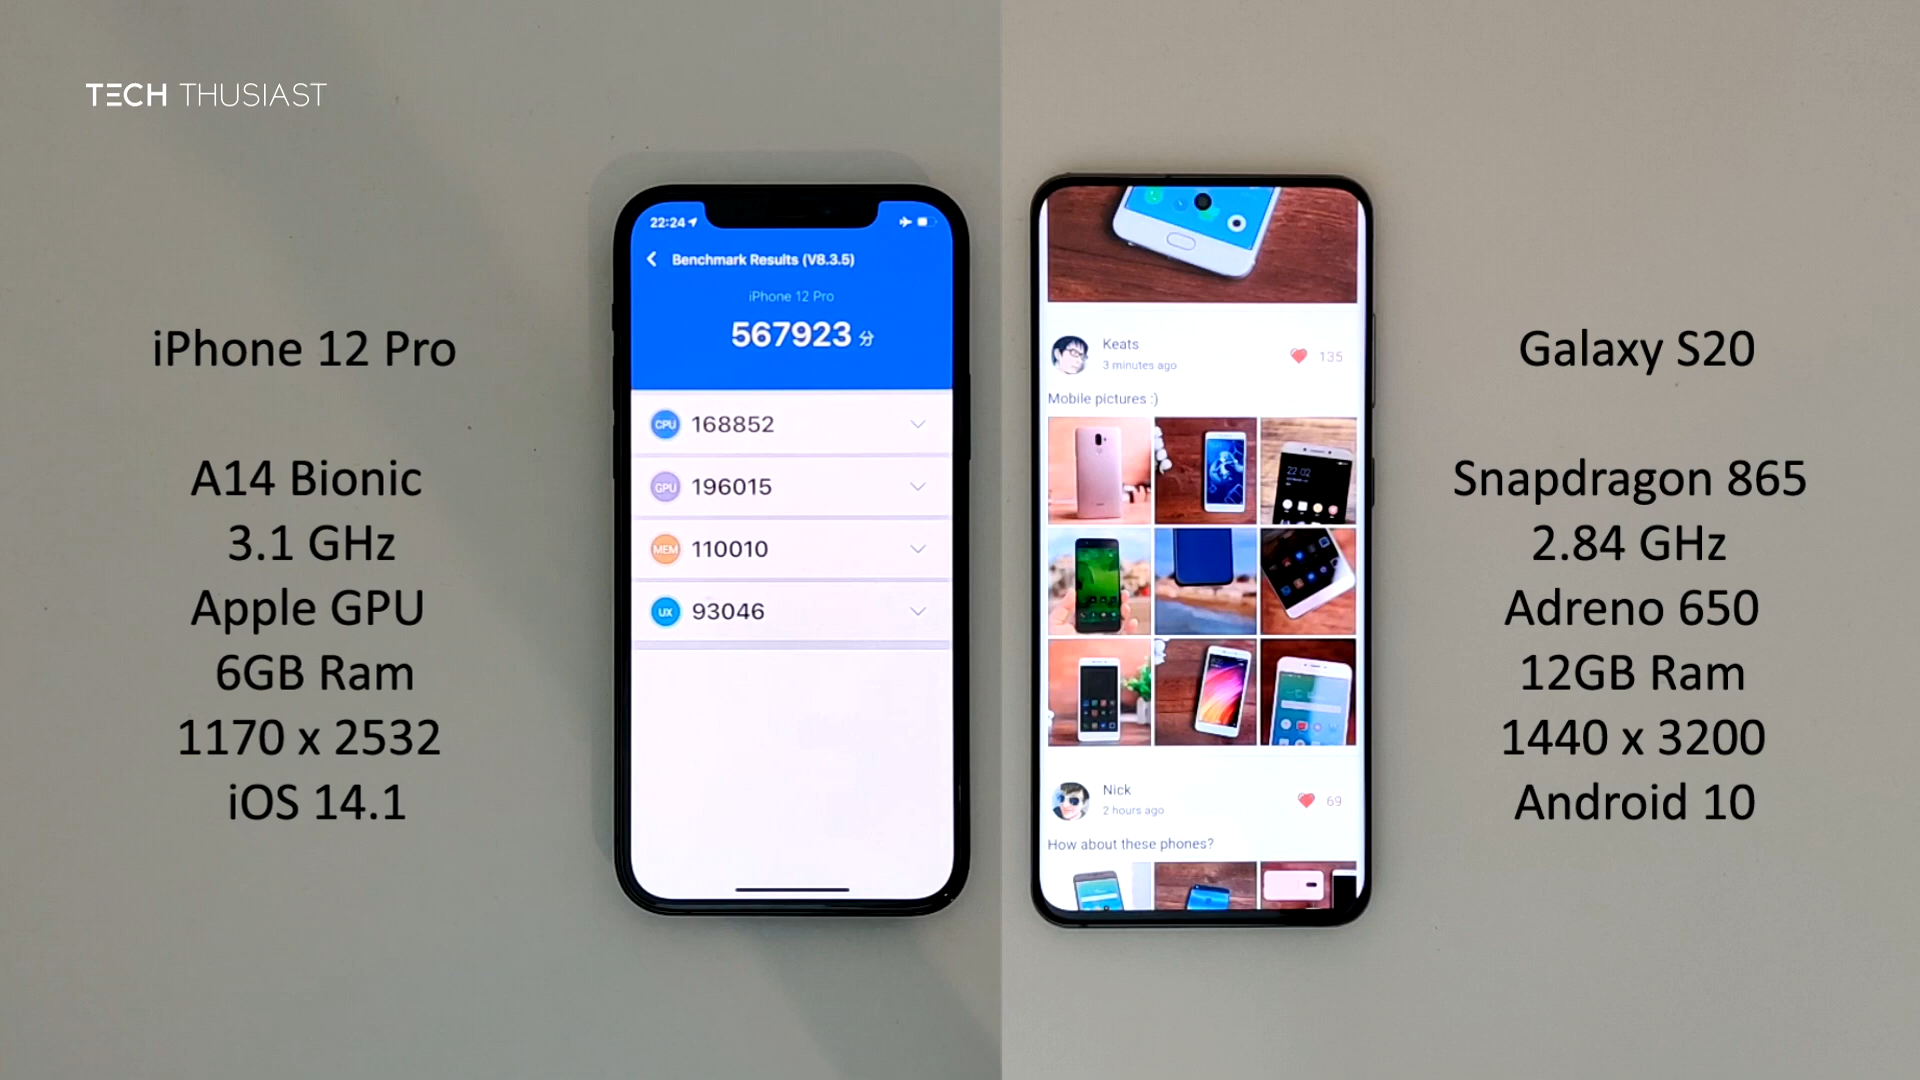 TECH THUSIAST
iPhone 12 Pro
A14 Bionic
3.1 GHz
Apple GPU
6GB Ram
1170 x 2532
iOS 14.1
22:24
Benchmark Results (V8.3.5)
iPhone 12 Pro
567923 分
CPU 168852
GPU 196015
MEM 110010
UX 93046
Keats
3 minutes ago
135
Mobile pictures :)
22 02
Nick
2 hours ago
69
How about these phones?
Galaxy S20
Snapdragon 865
2.84 GHz
Adreno 650
12GB Ram
1440 x 3200
Android 10